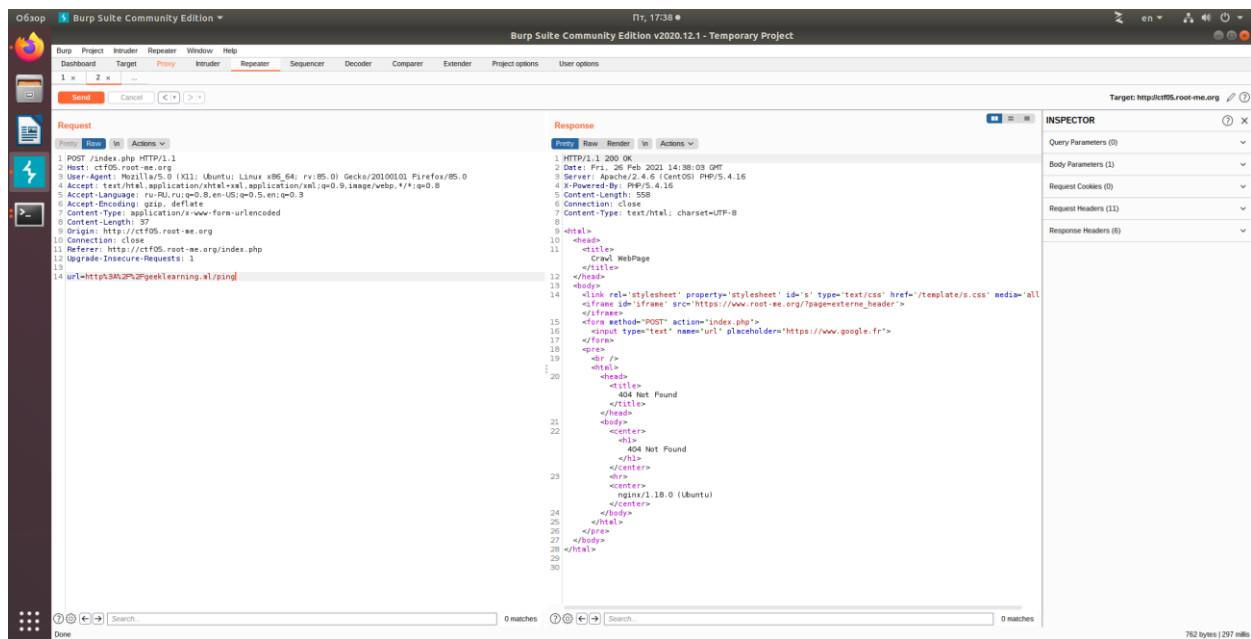 Обзор Burp Suite Community Edition ▾ Пт, 17:38 ● en ▾
Burp Suite Community Edition v2020.12.1 - Temporary Project
Burp Project Intruder Repeater Window Help
Dashboard Target Proxy Intruder Repeater Sequencer Decoder Comparer Extender Project options User options
1 × 2 × ...
Send Cancel < > Target: http://ctf05.root-me.org
Request
Pretty Raw \n Actions
1 POST /index.php HTTP/1.1
2 Host: ctf05.root-me.org
3 User-Agent: Mozilla/5.0 (X11; Ubuntu; Linux x86_64; rv:85.0) Gecko/20100101 Firefox/85.0
4 Accept: text/html,application/xhtml+xml,application/xml;q=0.9,image/webp,*/*;q=0.8
5 Accept-Language: ru-RU,ru;q=0.8,en-US;q=0.5,en;q=0.3
6 Accept-Encoding: gzip, deflate
7 Content-Type: application/x-www-form-urlencoded
8 Content-Length: 37
9 Origin: http://ctf05.root-me.org
10 Connection: close
11 Referer: http://ctf05.root-me.org/index.php
12 Upgrade-Insecure-Requests: 1
13
14 url=http%3A%2F%2Fgeeklearning.ml/ping
Search... 0 matches
Response
Pretty Raw Render \n Actions
1 HTTP/1.1 200 OK
2 Date: Fri, 26 Feb 2021 14:38:03 GMT
3 Server: Apache/2.4.6 (CentOS) PHP/5.4.16
4 X-Powered-By: PHP/5.4.16
5 Content-Length: 558
6 Connection: close
7 Content-Type: text/html; charset=UTF-8
8
9 <html>
10 <head>
11 <title>
Crawl WebPage
</title>
12 </head>
13 <body>
14 <link rel='stylesheet' property='stylesheet' id='s' type='text/css' href='/template/s.css' media='all
<iframe id='iframe' src='https://www.root-me.org/?page=externe_header'>
</iframe>
15 <form method="POST" action="index.php">
16 <input type="text" name="url" placeholder="https://www.google.fr">
17 </form>
18 <pre>
19 <br />
<html>
20 <head>
<title>
404 Not Found
</title>
</head>
21 <body>
22 <center>
<h1>
404 Not Found
</h1>
</center>
23 <hr>
<center>
nginx/1.18.0 (Ubuntu)
</center>
24 </body>
25 </html>
26 </pre>
27 </body>
28 </html>
29
30
Search... 0 matches
INSPECTOR
Query Parameters (0)
Body Parameters (1)
Request Cookies (0)
Request Headers (11)
Response Headers (6)
Done 762 bytes | 297 millis